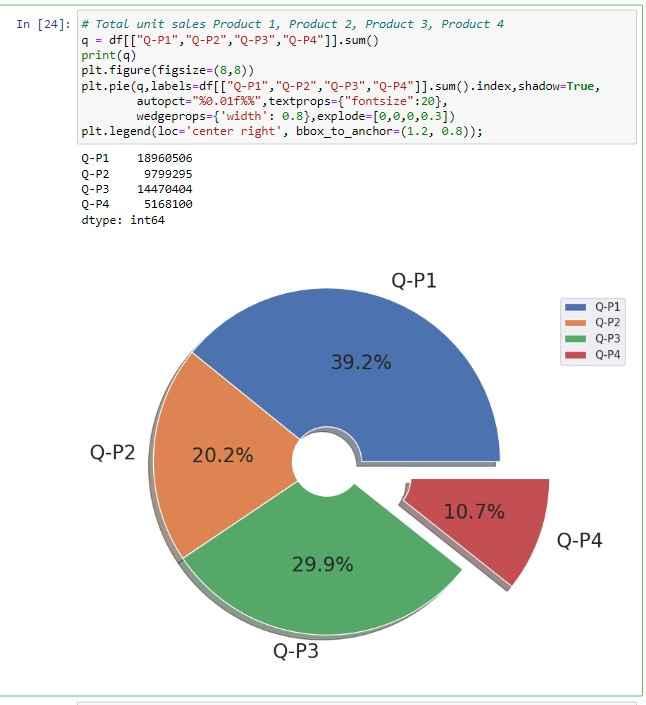 In [24]: # Total unit sales Product 1, Product 2, Product 3, Product 4
q = df[["Q-P1","Q-P2","Q-P3","Q-P4"]].sum()
print(q)
plt.figure(figsize=(8,8))
plt.pie(q,labels=df[["Q-P1","Q-P2","Q-P3","Q-P4"]].sum().index,shadow=True,
        autopct="%0.01f%%",textprops={"fontsize":20},
        wedgeprops={'width': 0.8},explode=[0,0,0,0.3])
plt.legend(loc='center right', bbox_to_anchor=(1.2, 0.8));
Q-P1    18960506
Q-P2     9799295
Q-P3    14470404
Q-P4     5168100
dtype: int64
Q-P1
Q-P1
Q-P2
Q-P3
Q-P4
39.2%
Q-P2
20.2%
10.7%
Q-P4
29.9%
Q-P3